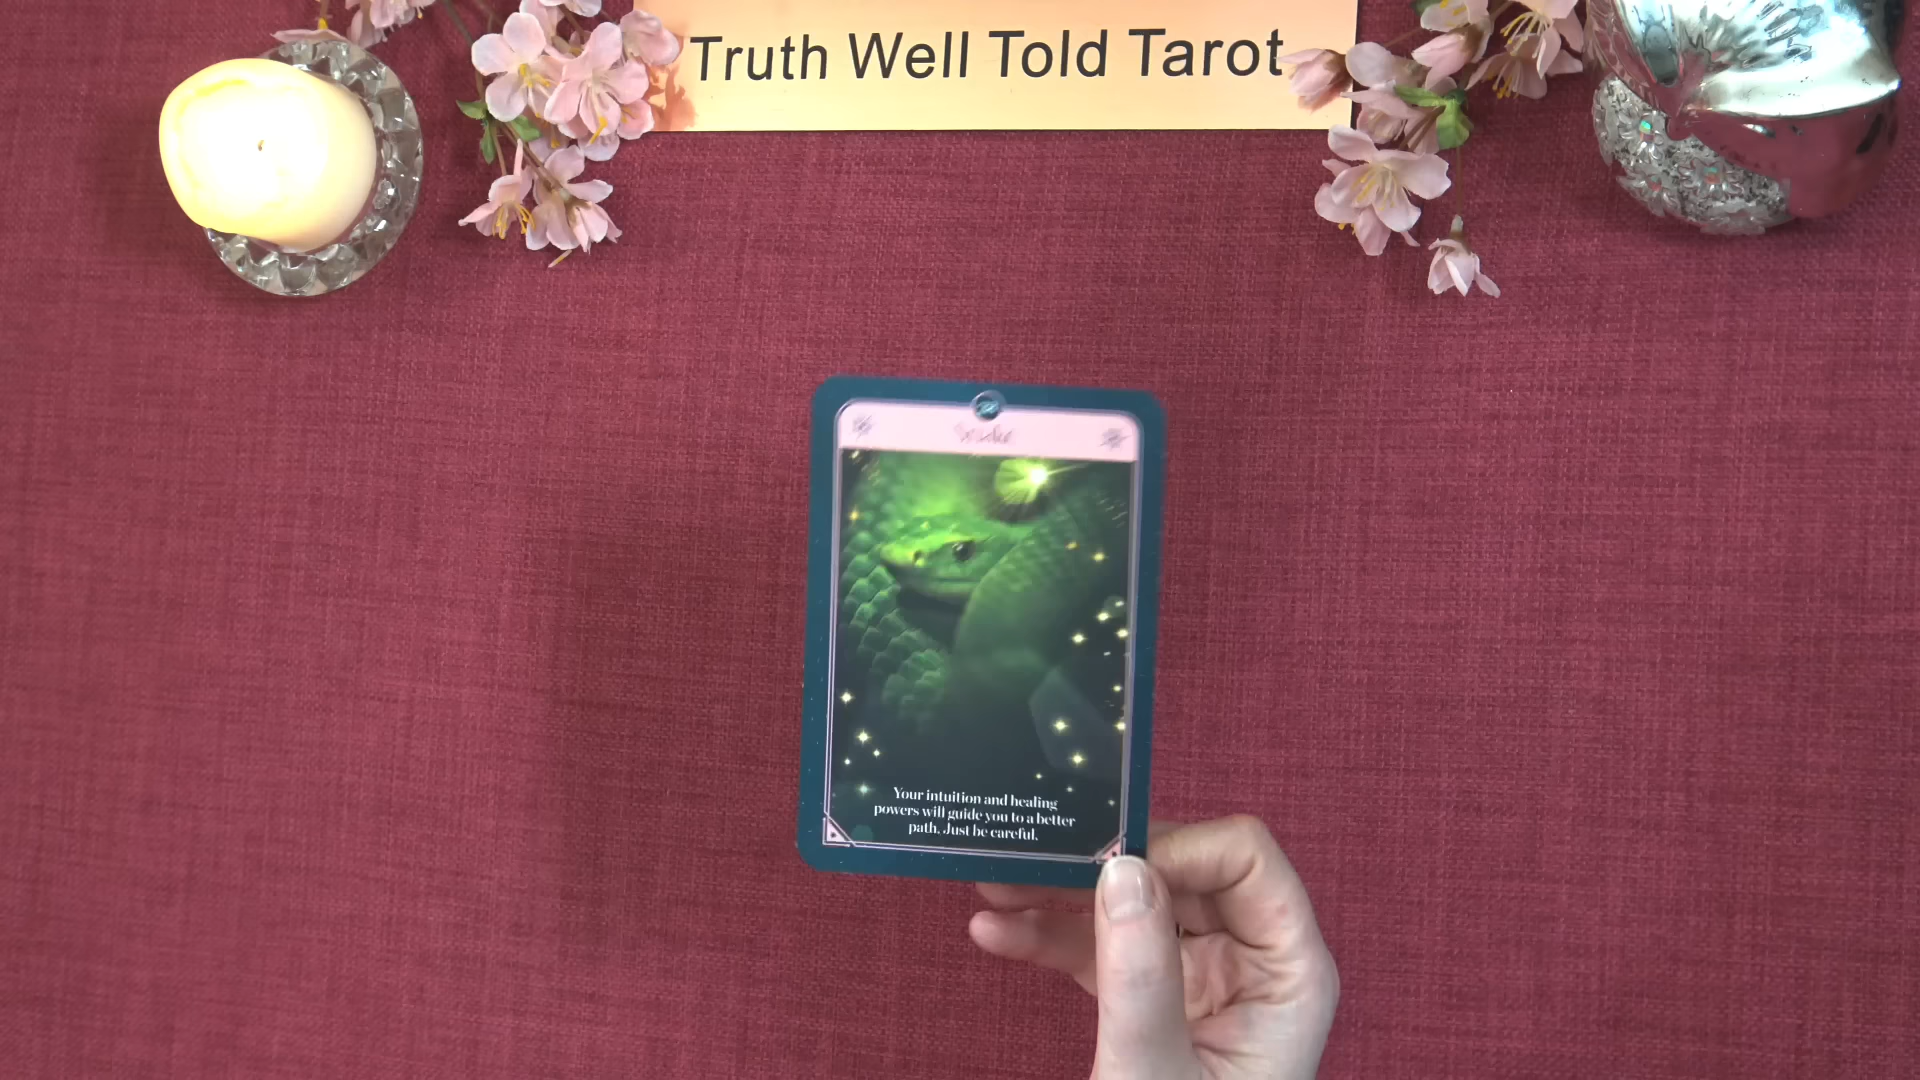 Truth Well Told Tarot
Your intuition and healing
powers will guide you to a better
path. Just be careful.